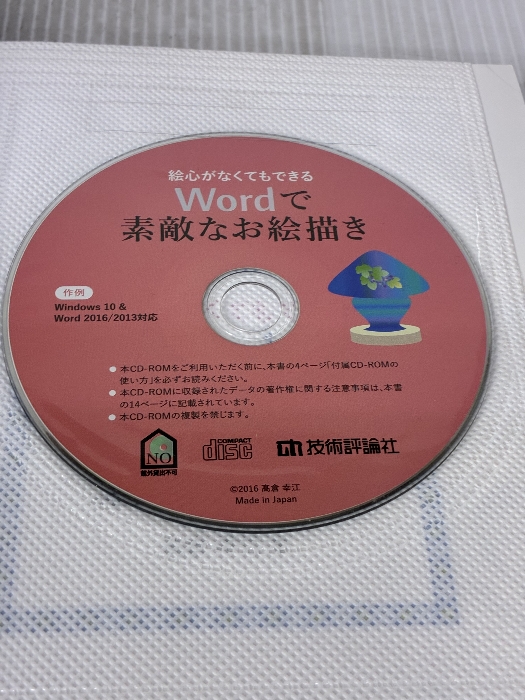 絵心がなくてもできる
Wordで
素敵なお絵描き
作例
Windows 10 &
Word 2016/2013対応
● 本CD-ROMをご利用いただく前に、本書の4ページ「付属CD-ROMの
使い方」を必ずお読みください。
● 本CD-ROMに収録されたデータの著作権に関する注意事項は、本書
の14ページに記載されています。
● 本CD-ROMの複製を禁じます。
NO
館外貸出不可
COMPACT
disc
技術評論社
©2016 高倉 幸江
Made in Japan